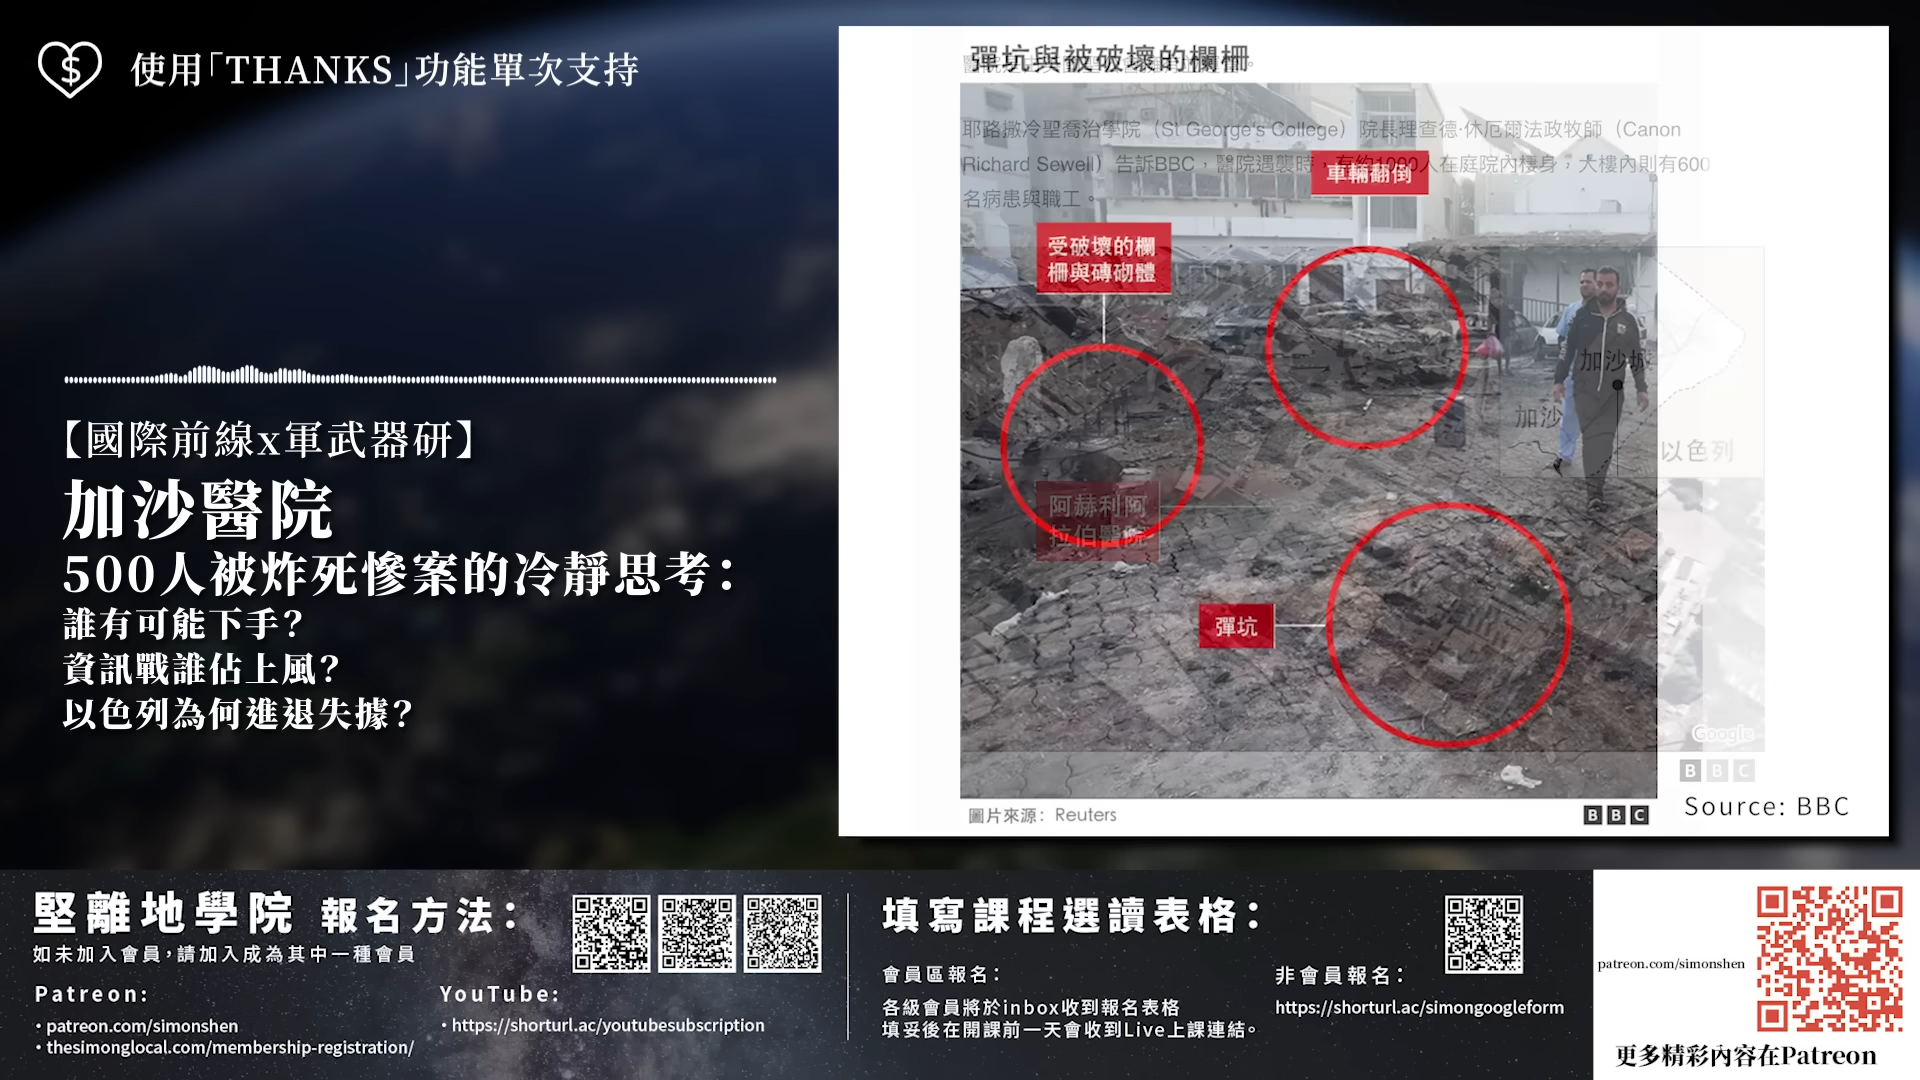 使用「THANKS」功能單次支持
【國際前線x軍武器研】
加沙醫院
500人被炸死慘案的冷靜思考：
誰有可能下手？
資訊戰誰佔上風？
以色列為何進退失據？
彈坑與被破壞的欄柵
耶路撒冷聖喬治學院（St George's College）院長理查德·休厄爾法政牧師（Canon
Richard Sewell）告訴BBC，醫院遇襲時，有約1000人在庭院內棲身，大樓內則有600
名病患與職工。
車輛翻倒
受破壞的欄
柵與磚砌體
加沙城
加沙
以色列
阿赫利阿
拉伯醫院
彈坑
Google
BBC
圖片來源：Reuters
BBC
Source: BBC
堅離地學院 報名方法：
如未加入會員，請加入成為其中一種會員
Patreon:
• patreon.com/simonshen
• thesimonglocal.com/membership-registration/
YouTube:
• https://shorturl.ac/youtubesubscription
填寫課程選讀表格：
會員區報名：
各級會員將於inbox收到報名表格
填妥後在開課前一天會收到Live上課連結。
非會員報名：
https://shorturl.ac/simongoogleform
patreon.com/simonshen
更多精彩內容在Patreon